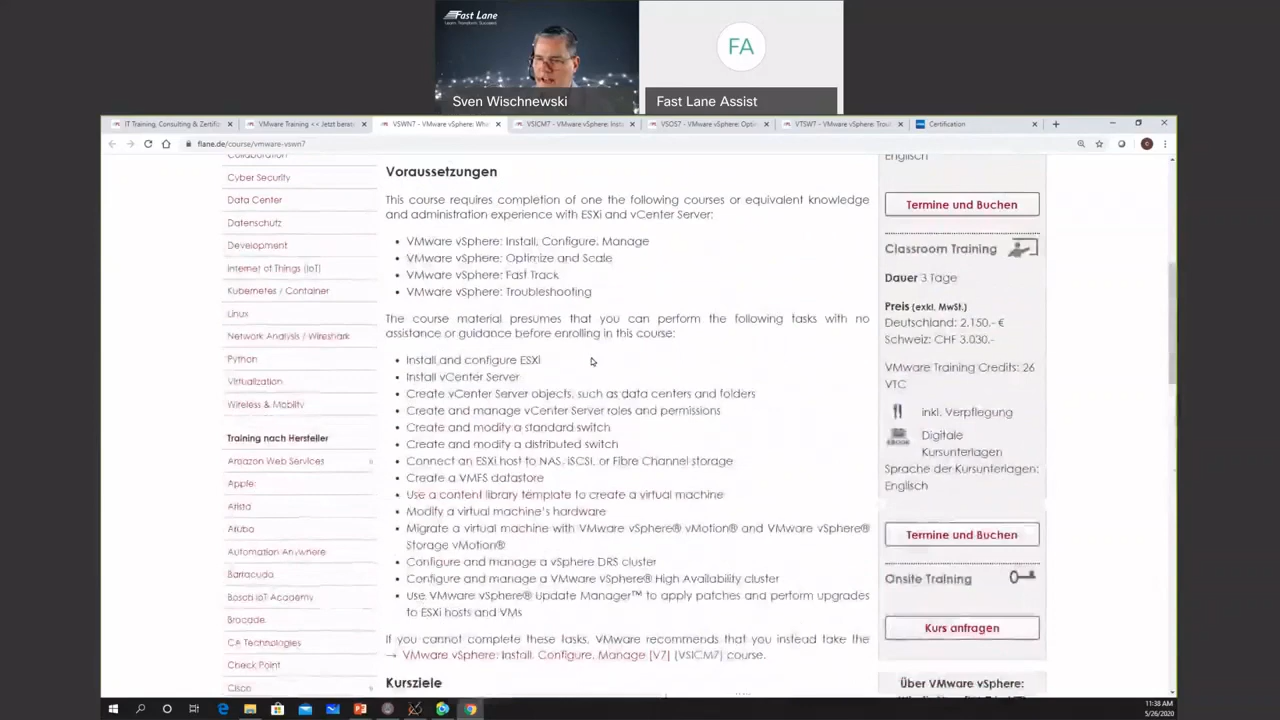 Fast Lane
Learn. Transform. Succeed.
Sven Wischnewski
FA
Fast Lane Assist
IT Training, Consulting & Zertifi
VMware Training << Jetzt berat
VSWN7 - VMware vSphere: Wh
VSICM7 - VMware vSphere: Inst
VSOS7 - VMware vSphere: Opti
VTSW7 - VMware vSphere: Trou
Certification
flane.de/course/vmware-vswn7
Collaboration
Cyber Security
Data Center
Datenschutz
Development
Internet of Things (IoT)
Kubernetes / Container
Linux
Network Analysis / Wireshark
Python
Virtualization
Wireless & Mobility
Training nach Hersteller
Amazon Web Services
Apple
Arista
Aruba
Automation Anywhere
Barracuda
Bosch IoT Academy
Brocade
CA Technologies
Check Point
Cisco
Voraussetzungen
This course requires completion of one the following courses or equivalent knowledge
and administration experience with ESXi and vCenter Server:
• VMware vSphere: Install, Configure, Manage
• VMware vSphere: Optimize and Scale
• VMware vSphere: Fast Track
• VMware vSphere: Troubleshooting
The course material presumes that you can perform the following tasks with no
assistance or guidance before enrolling in this course:
• Install and configure ESXi
• Install vCenter Server
• Create vCenter Server objects, such as data centers and folders
• Create and manage vCenter Server roles and permissions
• Create and modify a standard switch
• Create and modify a distributed switch
• Connect an ESXi host to NAS, iSCSI, or Fibre Channel storage
• Create a VMFS datastore
• Use a content library template to create a virtual machine
• Modify a virtual machine's hardware
• Migrate a virtual machine with VMware vSphere® vMotion® and VMware vSphere®
Storage vMotion®
• Configure and manage a vSphere DRS cluster
• Configure and manage a VMware vSphere® High Availability cluster
• Use VMware vSphere® Update Manager™ to apply patches and perform upgrades
to ESXi hosts and VMs
If you cannot complete these tasks, VMware recommends that you instead take the
→ VMware vSphere: Install, Configure, Manage [V7] (VSICM7) course.
Kursziele
Englisch
Termine und Buchen
Classroom Training
Dauer 3 Tage
Preis (exkl. MwSt.)
Deutschland: 2.150.- €
Schweiz: CHF 3.030.-
VMware Training Credits: 26
VTC
inkl. Verpflegung
EBOOK
Digitale
Kursunterlagen
Sprache der Kursunterlagen:
Englisch
Termine und Buchen
Onsite Training
Kurs anfragen
Über VMware vSphere:
11:38 AM
5/26/2020